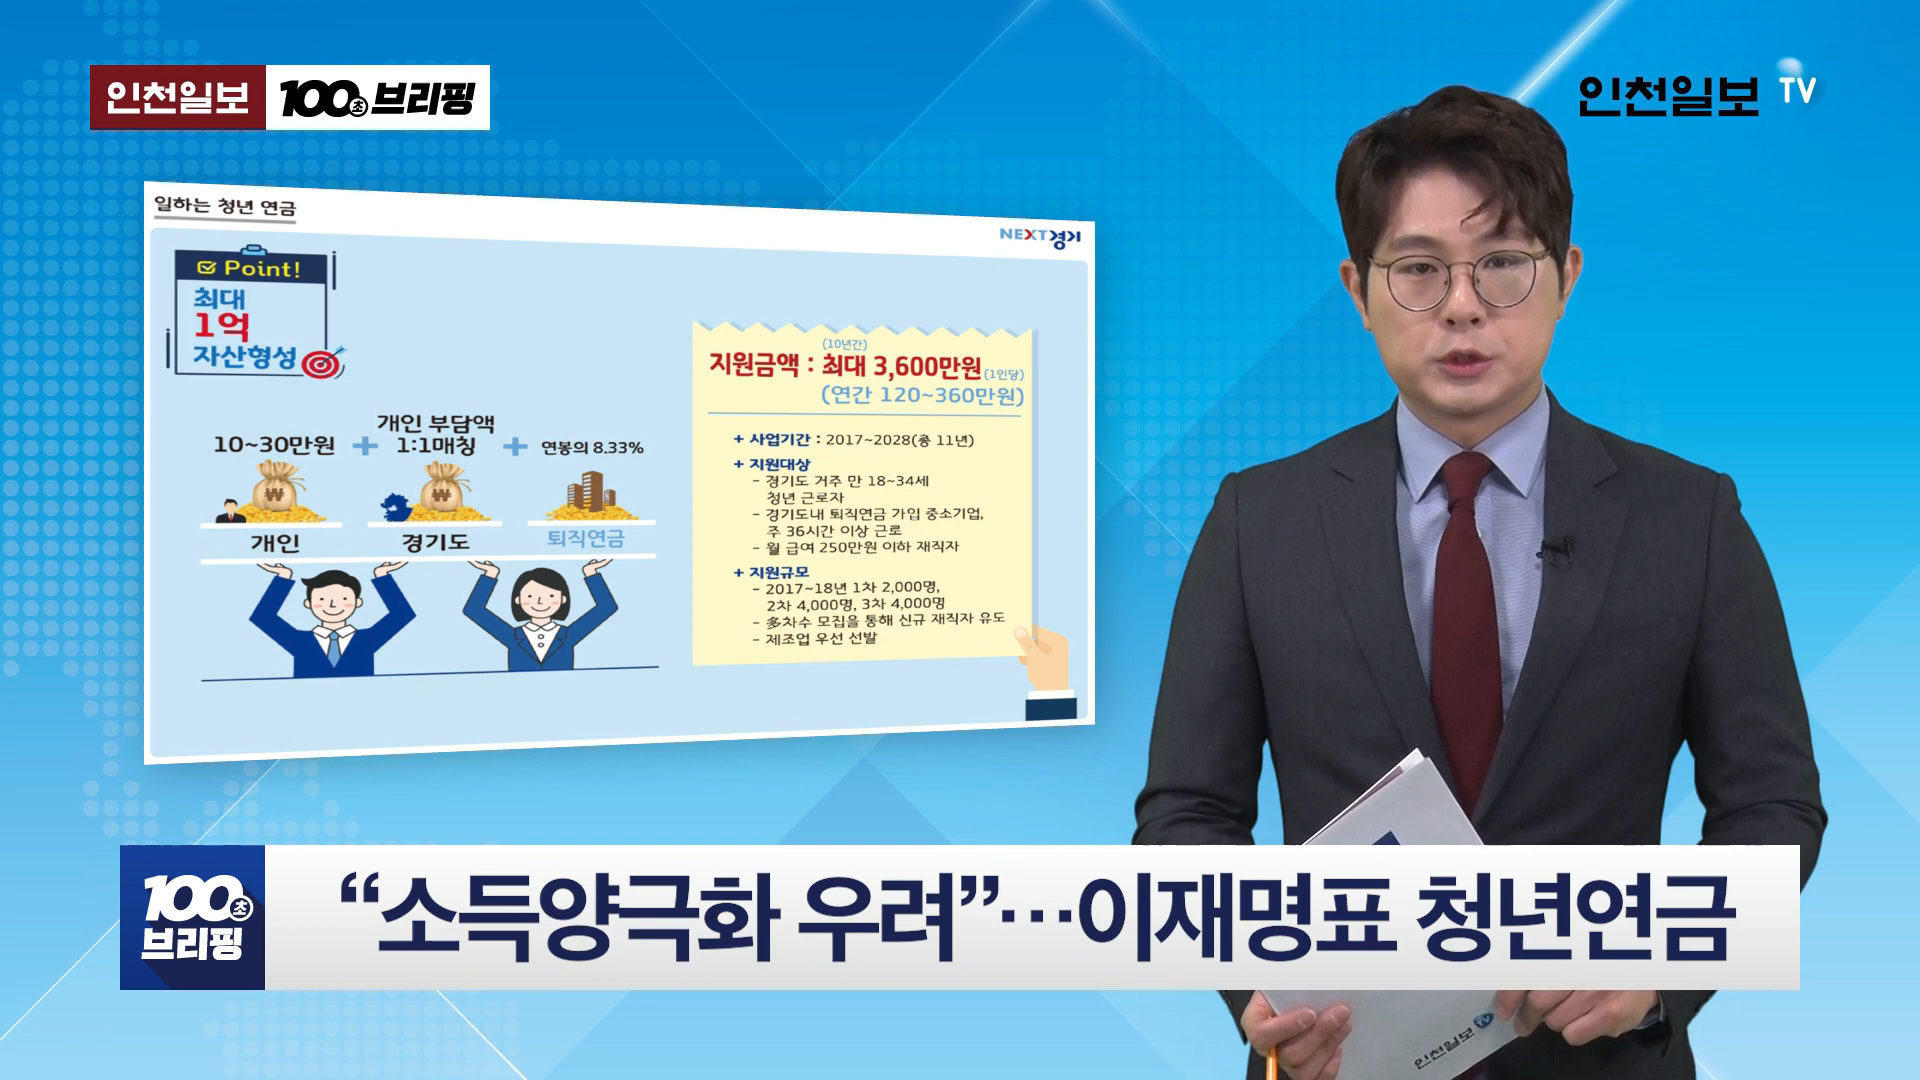 인천일보 100초 브리핑
인천일보 TV
일하는 청년 연금
NEXT경기
Point!
최대
1억
자산형성
10~30만원 + 개인 부담액 1:1매칭 + 연봉의 8.33%
₩ ₩
개인 경기도 퇴직연금
(10년간)
지원금액 : 최대 3,600만원(1인당)
(연간 120~360만원)
+ 사업기간 : 2017~2028(총 11년)
+ 지원대상
- 경기도 거주 만 18~34세
청년 근로자
- 경기도내 퇴직연금 가입 중소기업,
주 36시간 이상 근로
- 월 급여 250만원 이하 재직자
+ 지원규모
- 2017~18년 1차 2,000명,
2차 4,000명, 3차 4,000명
- 多차수 모집을 통해 신규 재직자 유도
- 제조업 우선 선발
100초
브리핑
“소득양극화 우려”…이재명표 청년연금
인천일보 TV